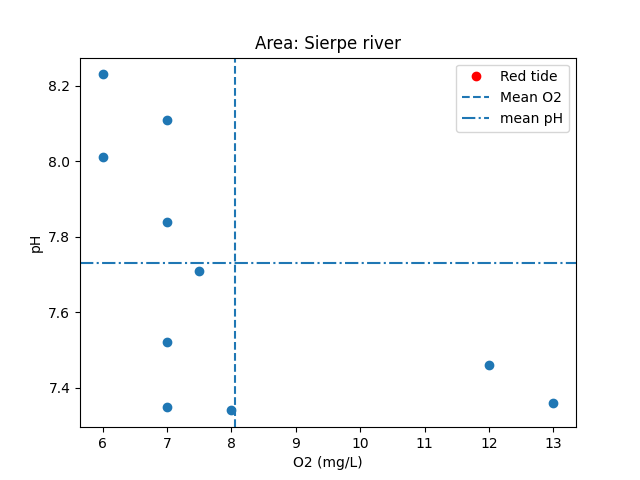 Area: Sierpe river
Red tide
Mean O2
mean pH
8.2
8.0
7.8
7.6
7.4
pH
6 7 8 9 10 11 12 13
O2 (mg/L)